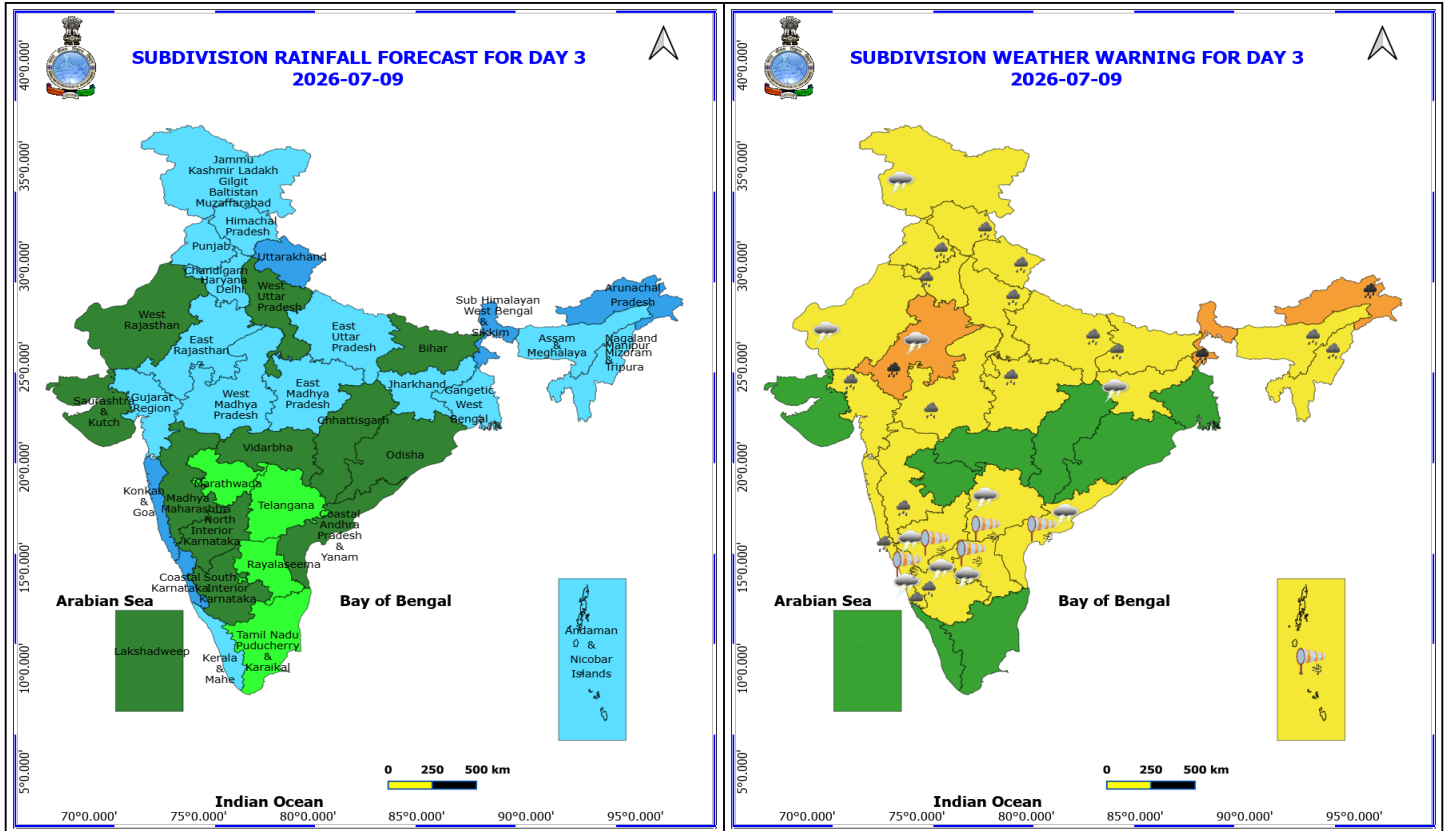 SUBDIVISION RAINFALL FORECAST FOR DAY 3
2026-07-09
40°0.000'
35°0.000'
30°0.000'
25°0.000'
20°0.000'
15°0.000'
10°0.000'
5°0.000'
Jammu
Kashmir Ladakh
Gilgit
Baltistan
Muzaffarabad
Himachal
Pradesh
Punjab
Uttarakhand
Chandigarh
Haryana
Delhi
West
Uttar
Pradesh
West
Rajasthan
East
Rajasthan
East
Uttar
Pradesh
Bihar
Sub Himalayan
West Bengal
&
Sikkim
Arunachal
Pradesh
Assam
&
Meghalaya
Nagaland
Manipur
Mizoram
&
Tripura
Saurashtra
&
Kutch
Gujarat
Region
West
Madhya
Pradesh
East
Madhya
Pradesh
Jharkhand
Gangetic
West
Bengal
Chhattisgarh
Vidarbha
Odisha
Konkan
&
Goa
Madhya
Maharashtra
Marathwada
Telangana
North
Interior
Karnataka
Coastal
Andhra
Pradesh
&
Yanam
Rayalaseema
Coastal
Karnataka
South
Interior
Karnataka
Arabian Sea
Bay of Bengal
Lakshadweep
Kerala
&
Mahe
Tamil Nadu
Puducherry
&
Karaikal
Andaman
&
Nicobar
Islands
0 250 500 km
Indian Ocean
70°0.000' 75°0.000' 80°0.000' 85°0.000' 90°0.000' 95°0.000'
SUBDIVISION WEATHER WARNING FOR DAY 3
2026-07-09
40°0.000'
35°0.000'
30°0.000'
25°0.000'
20°0.000'
15°0.000'
10°0.000'
5°0.000'
Arabian Sea
Bay of Bengal
0 250 500 km
Indian Ocean
70°0.000' 75°0.000' 80°0.000' 85°0.000' 90°0.000' 95°0.000'